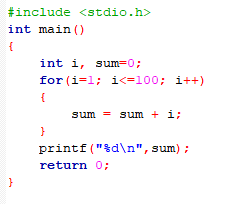 #include <stdio.h>
int main()
{
    int i, sum=0;
    for(i=1; i<=100; i++)
    {
        sum = sum + i;
    }
    printf("%d\n",sum);
    return 0;
}